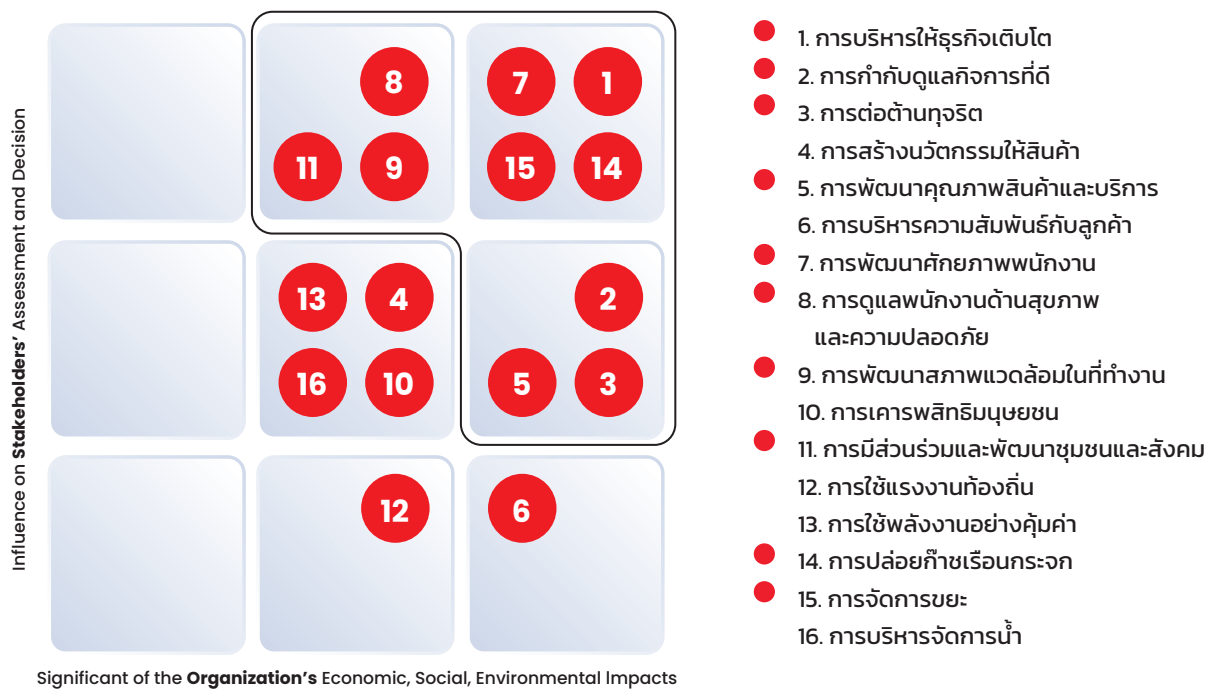 Influence on Stakeholders' Assessment and Decision
8
7
1
11
9
15
14
13
4
2
16
10
5
3
12
6
Significant of the Organization's Economic, Social, Environmental Impacts
1. การบริหารให้ธุรกิจเติบโต
2. การกำกับดูแลกิจการที่ดี
3. การต่อต้านทุจริต
4. การสร้างนวัตกรรมให้สินค้า
5. การพัฒนาคุณภาพสินค้าและบริการ
6. การบริหารความสัมพันธ์กับลูกค้า
7. การพัฒนาศักยภาพพนักงาน
8. การดูแลพนักงานด้านสุขภาพ
และความปลอดภัย
9. การพัฒนาสภาพแวดล้อมในที่ทำงาน
10. การเคารพสิทธิมนุษยชน
11. การมีส่วนร่วมและพัฒนาชุมชนและสังคม
12. การใช้แรงงานท้องถิ่น
13. การใช้พลังงานอย่างคุ้มค่า
14. การปล่อยก๊าชเรือนกระจก
15. การจัดการขยะ
16. การบริหารจัดการน้ำ